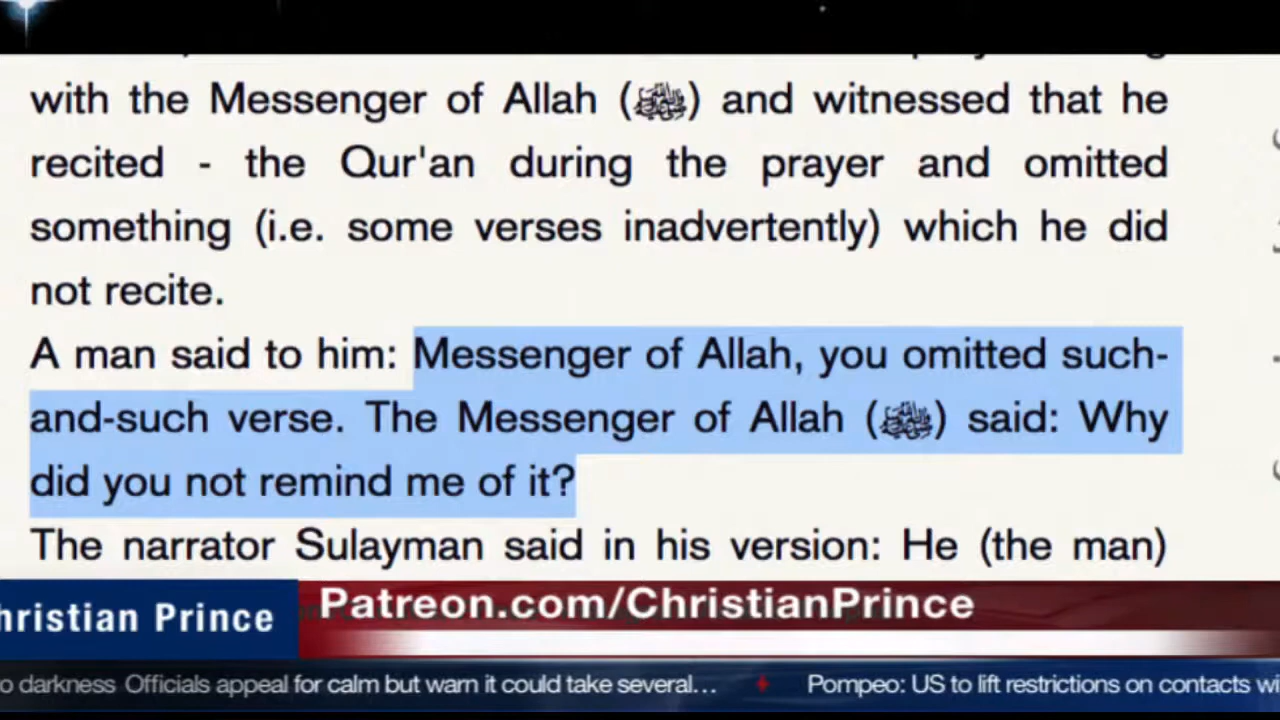 with the Messenger of Allah (ﷺ) and witnessed that he
recited - the Qur'an during the prayer and omitted
something (i.e. some verses inadvertently) which he did
not recite.
A man said to him: Messenger of Allah, you omitted such-
and-such verse. The Messenger of Allah (ﷺ) said: Why
did you not remind me of it?
The narrator Sulayman said in his version: He (the man)
hristian Prince
Patreon.com/ChristianPrince
o darkness Officials appeal for calm but warn it could take several... Pompeo: US to lift restrictions on contacts wi